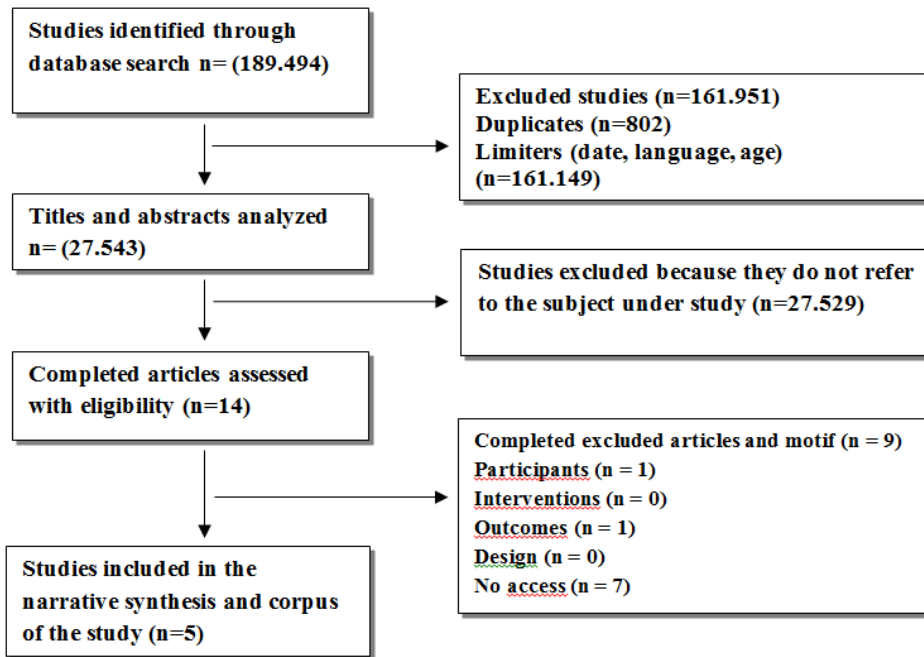 Studies identified through
database search n= (189.494)
Excluded studies (n=161.951)
Duplicates (n=802)
Limiters (date, language, age)
(n=161.149)
Titles and abstracts analyzed
n= (27.543)
Studies excluded because they do not refer
to the subject under study (n=27.529)
Completed articles assessed
with eligibility (n=14)
Completed excluded articles and motif (n = 9)
Participants (n = 1)
Interventions (n = 0)
Outcomes (n = 1)
Design (n = 0)
No access (n = 7)
Studies included in the
narrative synthesis and corpus
of the study (n=5)